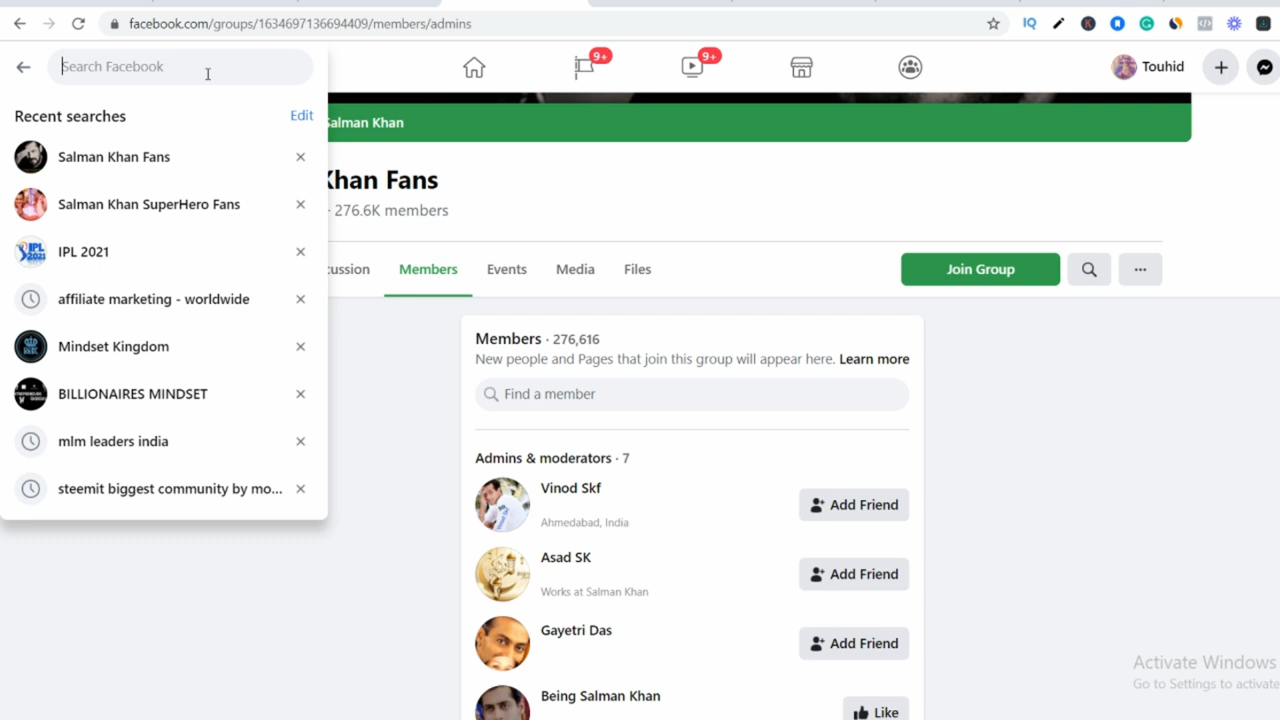 facebook.com/groups/1634697136694409/members/admins
IQ
K
Search Facebook
9+
9+
Touhid
Recent searches
Edit
Salman Khan
Salman Khan Fans
Khan Fans
Salman Khan SuperHero Fans
· 276.6K members
IPL 2021
cussion
Members
Events
Media
Files
Join Group
affiliate marketing - worldwide
Mindset Kingdom
BILLIONAIRES MINDSET
mlm leaders india
steemit biggest community by mo...
Members · 276,616
New people and Pages that join this group will appear here. Learn more
Find a member
Admins & moderators · 7
Vinod Skf
Ahmedabad, India
Add Friend
Asad SK
Works at Salman Khan
Add Friend
Gayetri Das
Add Friend
Being Salman Khan
Like
Activate Windows
Go to Settings to activate